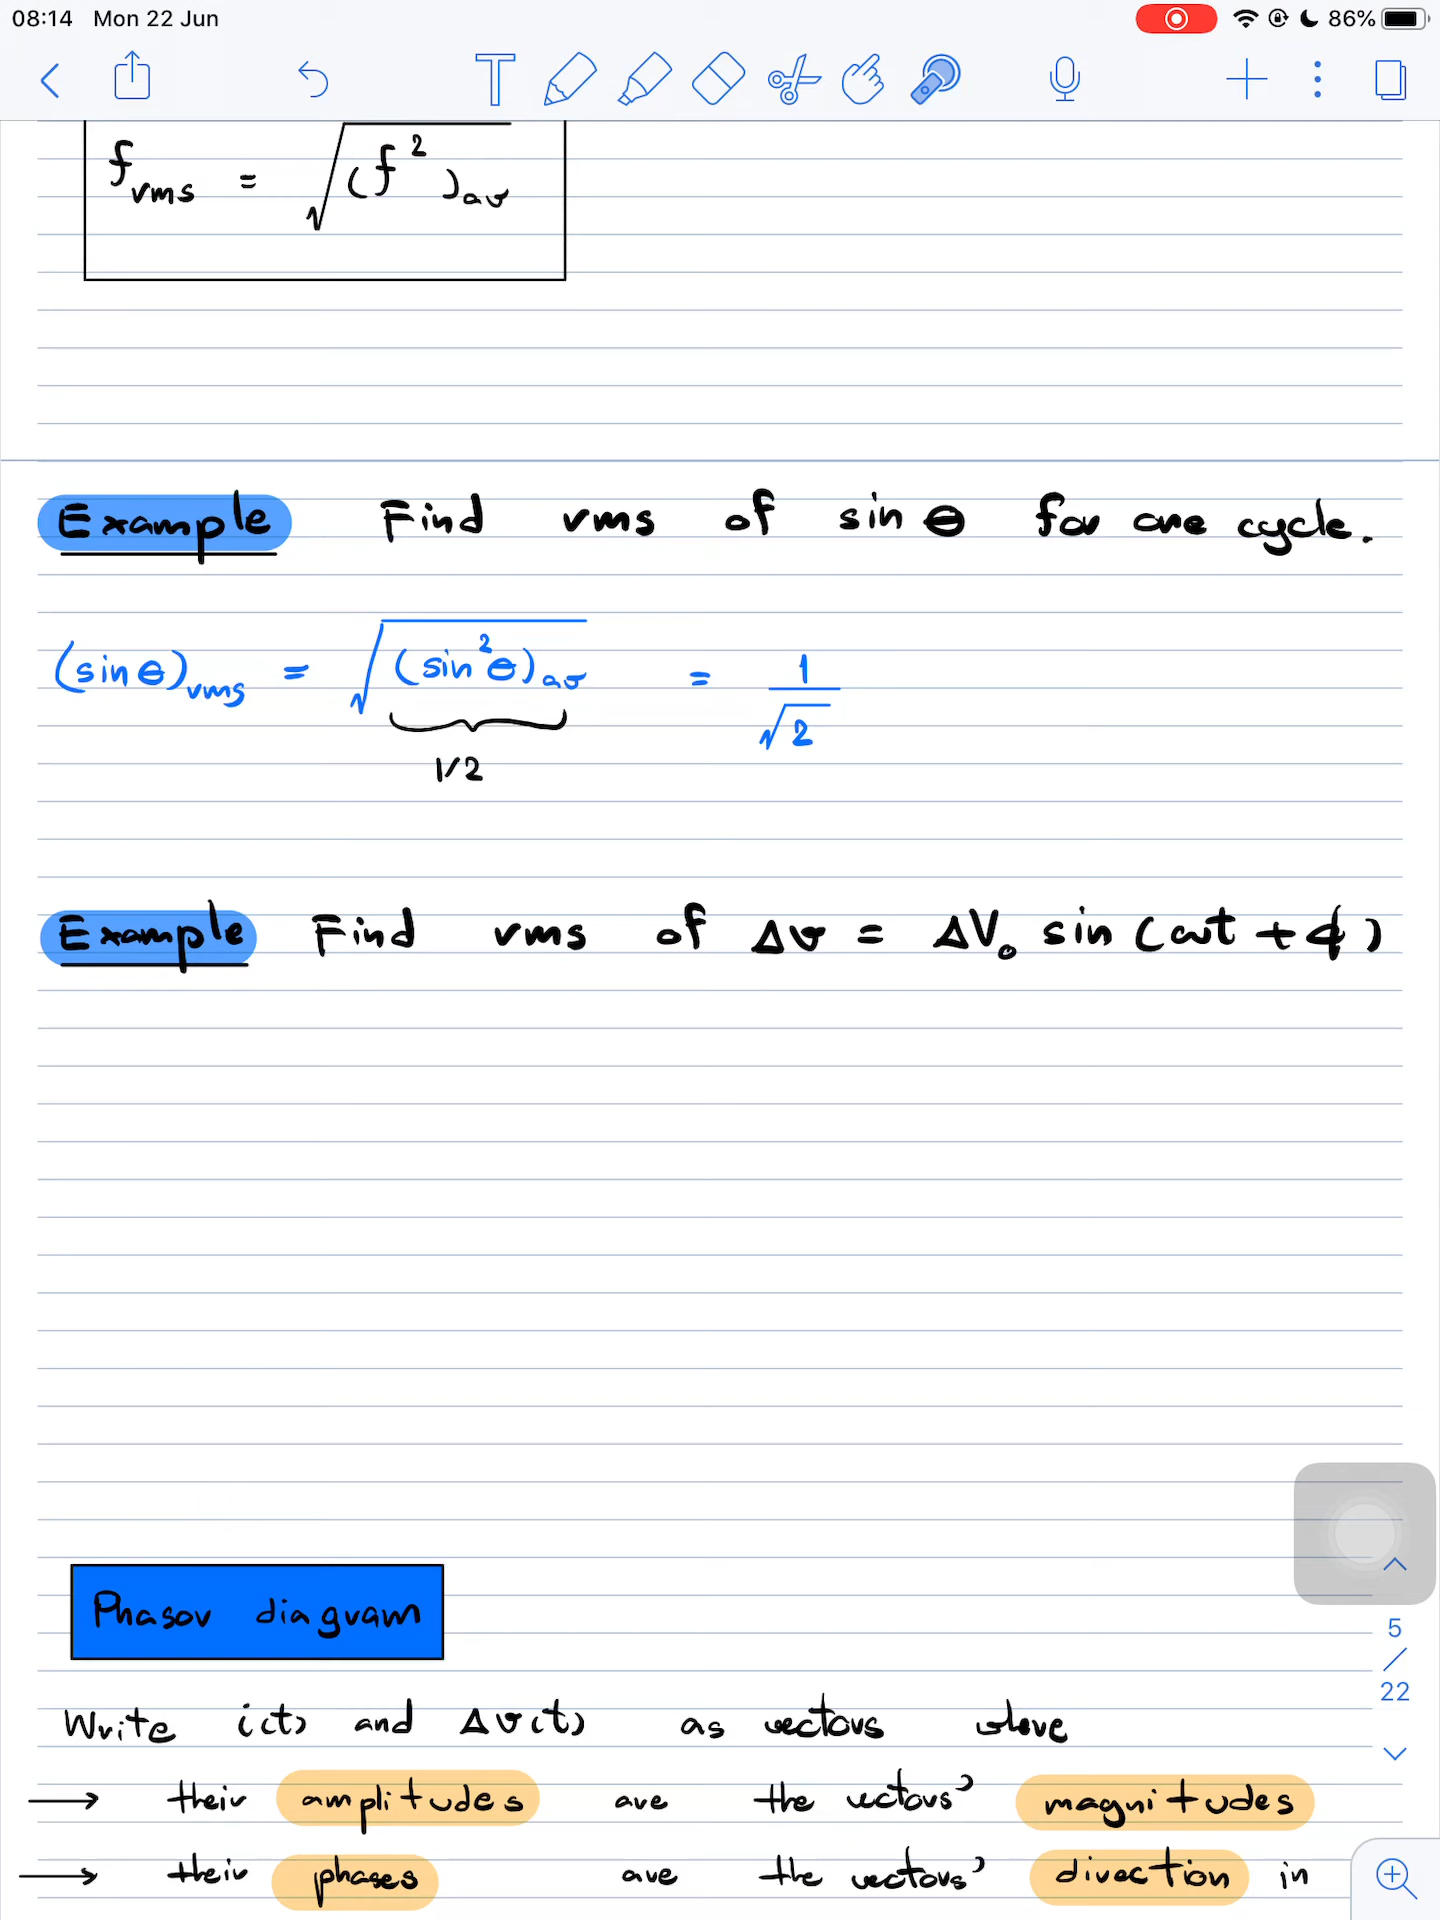 08:14 Mon 22 Jun 86%
f_rms = √(f²)_av
Example Find rms of sin θ for one cycle.
(sin θ)_rms = √(sin²θ)_av = 1/√2
1/2
Example Find rms of Δv = ΔV₀ sin(ωt + ϕ)
Phasor diagram
5
/
22
Write i(t) and Δv(t) as vectors where
→ their amplitudes are the vectors' magnitudes
→ their phases are the vectors' direction in